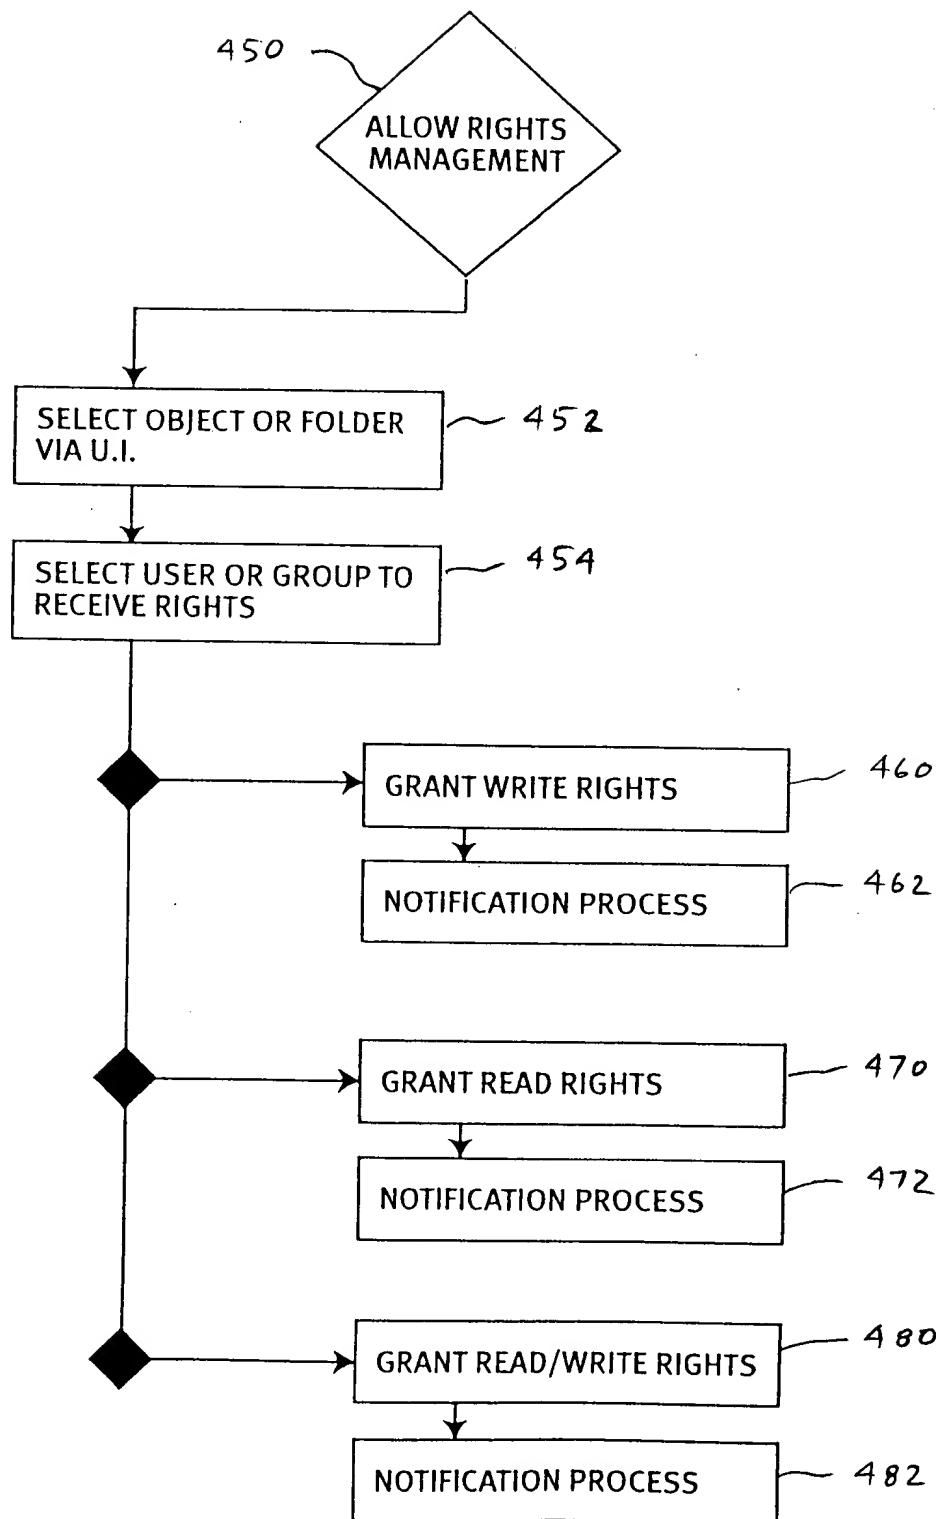 450
ALLOW RIGHTS
MANAGEMENT
SELECT OBJECT OR FOLDER
VIA U.I.
452
SELECT USER OR GROUP TO
RECEIVE RIGHTS
454
GRANT WRITE RIGHTS
460
NOTIFICATION PROCESS
462
GRANT READ RIGHTS
470
NOTIFICATION PROCESS
472
GRANT READ/WRITE RIGHTS
480
NOTIFICATION PROCESS
482